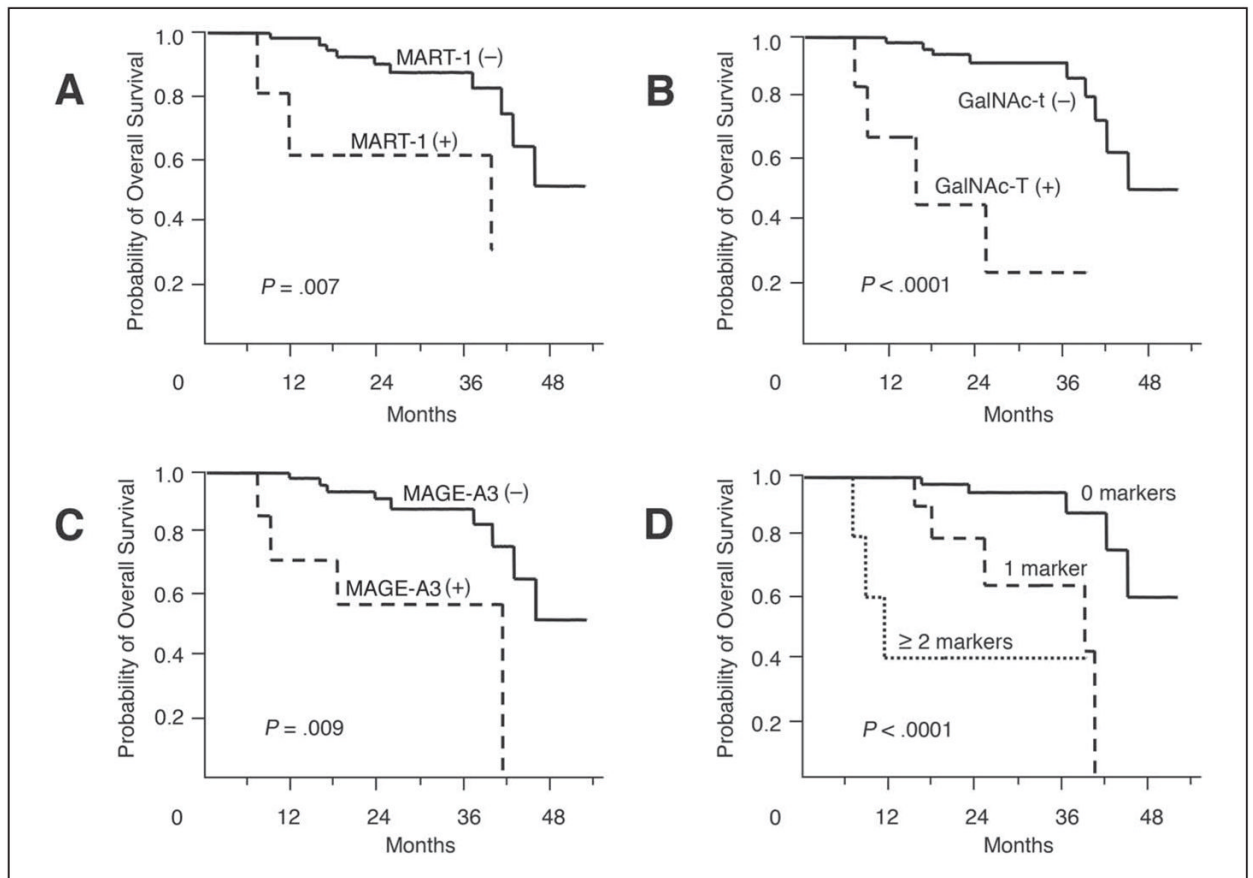 A
Probability of Overall Survival
1.0
0.8
0.6
0.4
0.2
MART-1 (–)
MART-1 (+)
P = .007
0 12 24 36 48
Months
B
Probability of Overall Survival
1.0
0.8
0.6
0.4
0.2
GalNAc-t (–)
GalNAc-T (+)
P < .0001
0 12 24 36 48
Months
C
Probability of Overall Survival
1.0
0.8
0.6
0.4
0.2
MAGE-A3 (–)
MAGE-A3 (+)
P = .009
0 12 24 36 48
Months
D
Probability of Overall Survival
1.0
0.8
0.6
0.4
0.2
0 markers
1 marker
≥ 2 markers
P < .0001
0 12 24 36 48
Months